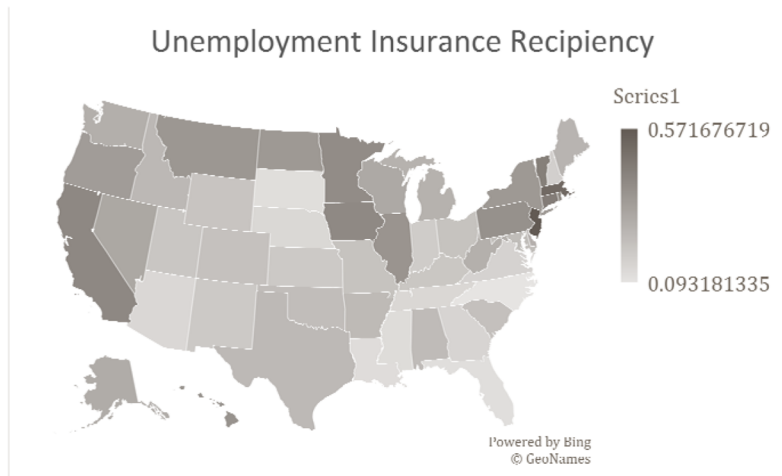 Unemployment Insurance Recipiency
Series1
0.571676719
0.093181335
Powered by Bing
© GeoNames